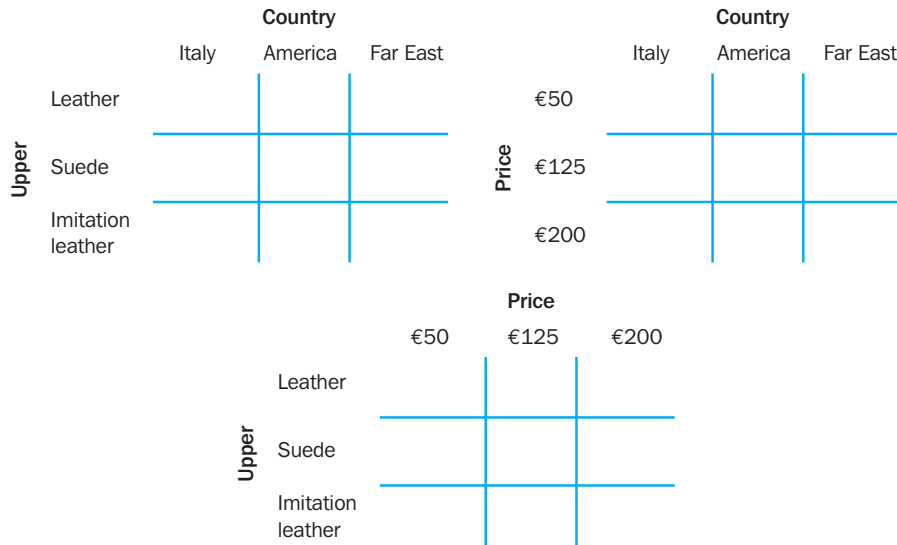 Country
Italy America Far East
Upper
Leather
Suede
Imitation
leather
Country
Italy America Far East
Price
€50
€125
€200
Price
€50 €125 €200
Upper
Leather
Suede
Imitation
leather